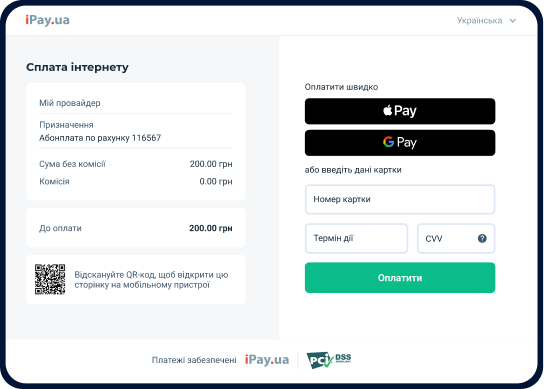 iPay.ua
Українська
Сплата інтернету
Мій провайдер
Призначення
Абонплата по рахунку 116567
Сума без комісії 200.00 грн
Комісія 0.00 грн
До оплати 200.00 грн
Відскануйте QR-код, щоб відкрити цю
сторінку на мобільному пристрої
Оплатити швидко
Pay
G Pay
або введіть дані картки
Номер картки
Термін дії
CVV ?
Оплатити
Платежі забезпечені iPay.ua PCI DSS